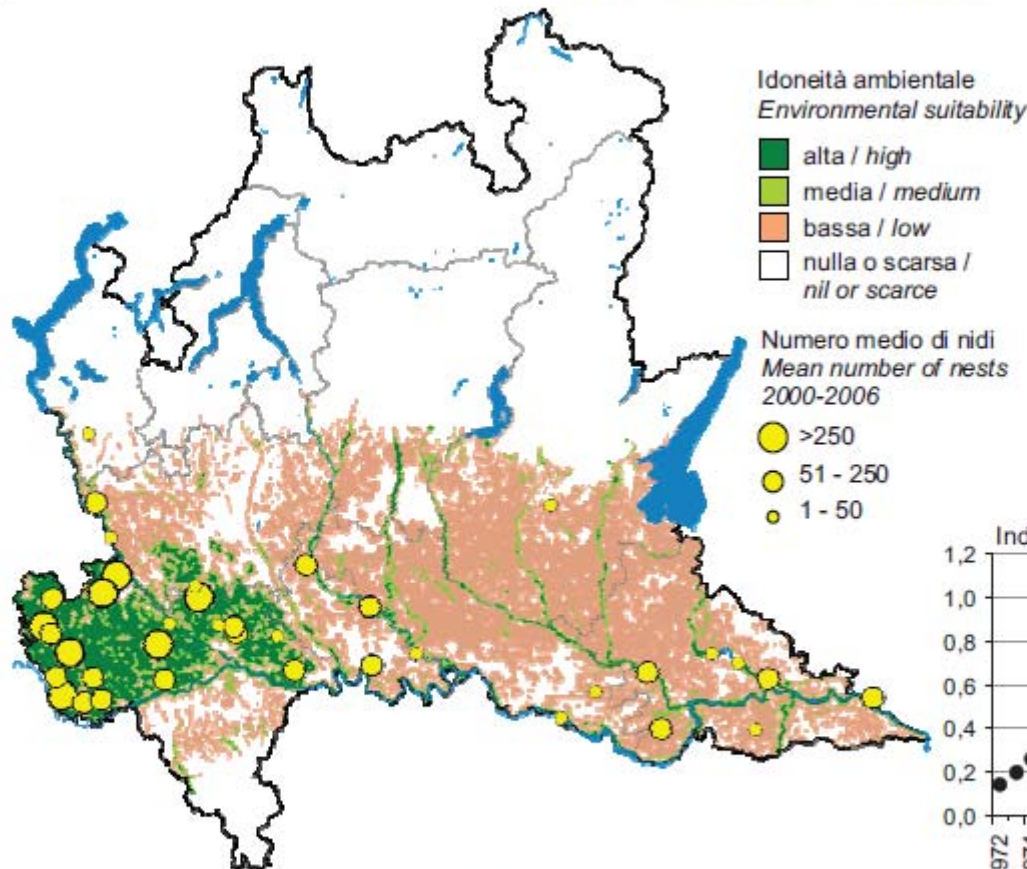 Idoneità ambientale
Environmental suitability
alta / high
media / medium
bassa / low
nulla o scarsa /
nil or scarce
Numero medio di nidi
Mean number of nests
2000-2006
>250
51 - 250
1 - 50
Ind
1,2
1,0
0,8
0,6
0,4
0,2
0,0
972